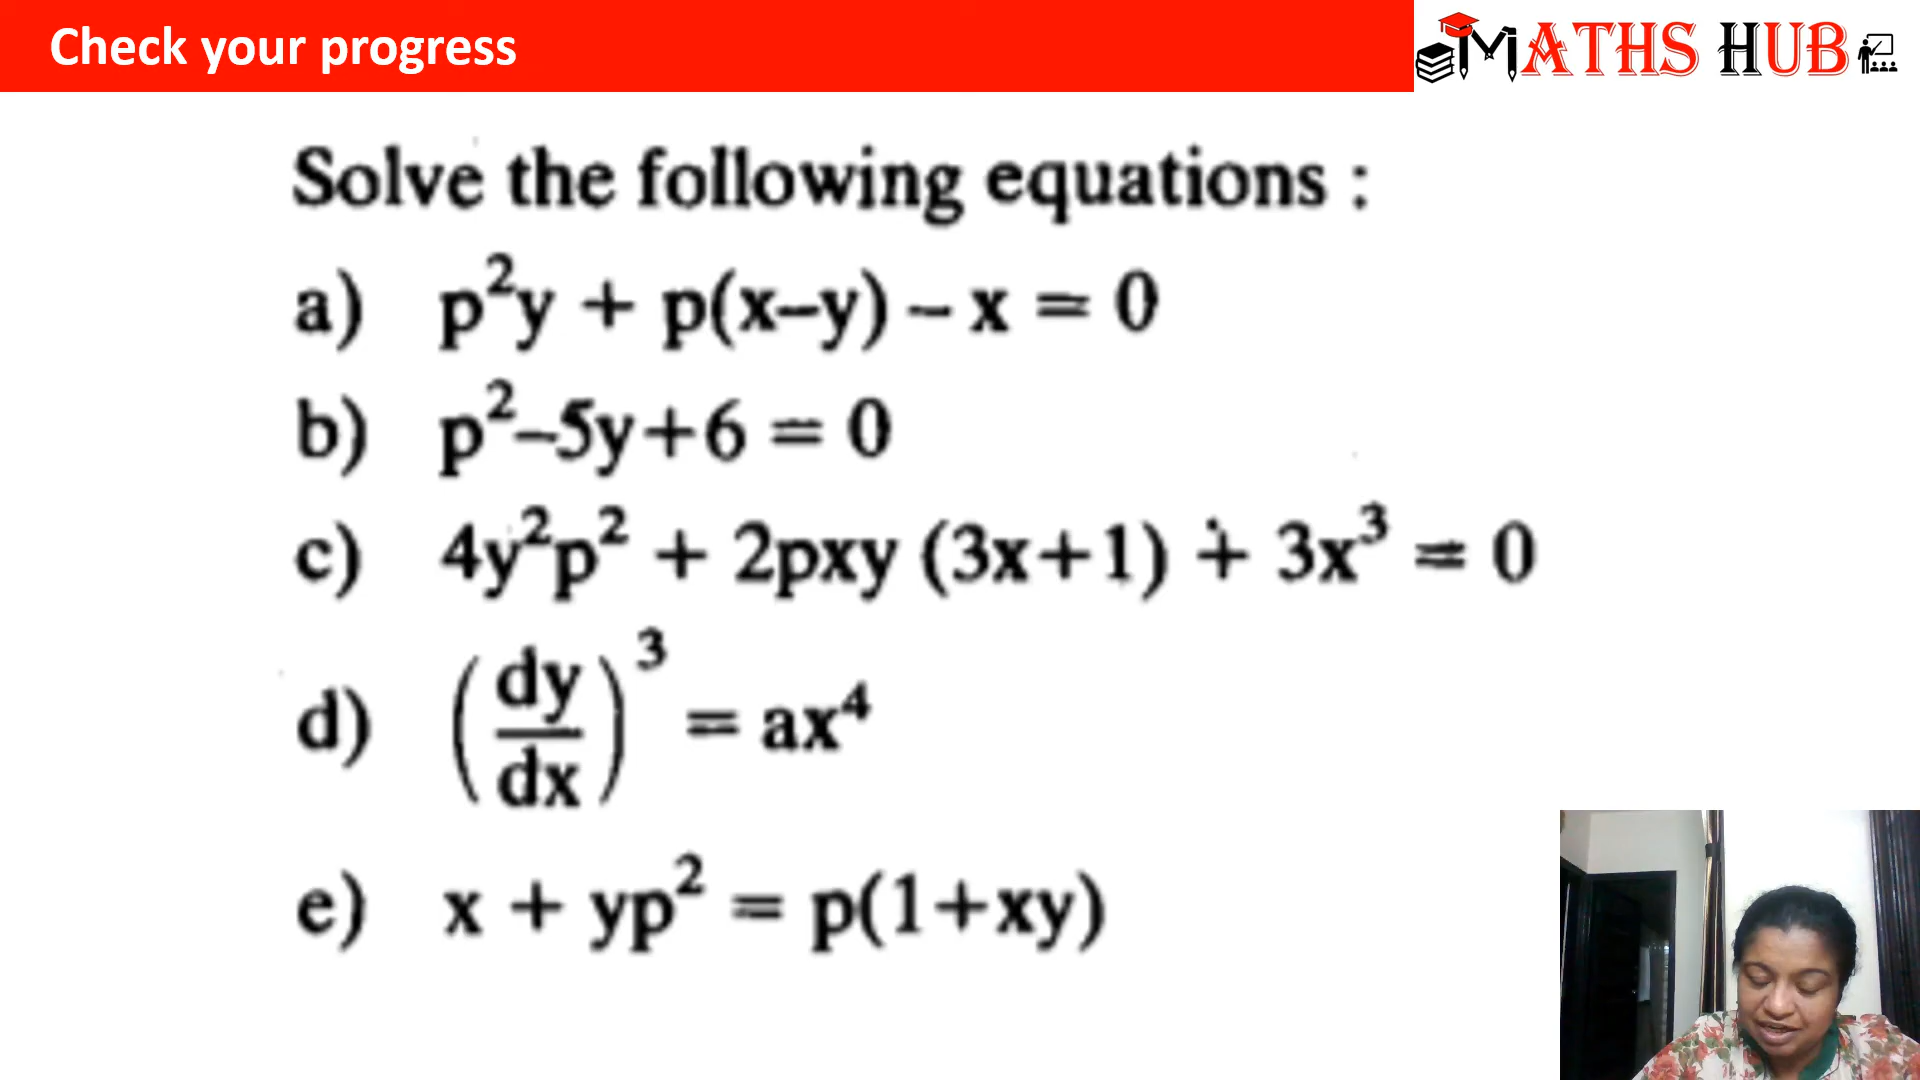 Check your progress
MATHS HUB
Solve the following equations :
a) p²y + p(x–y) – x = 0
b) p²–5y+6 = 0
c) 4y²p² + 2pxy (3x+1) + 3x³ = 0
d) (dy/dx)³ = ax⁴
e) x + yp² = p(1+xy)